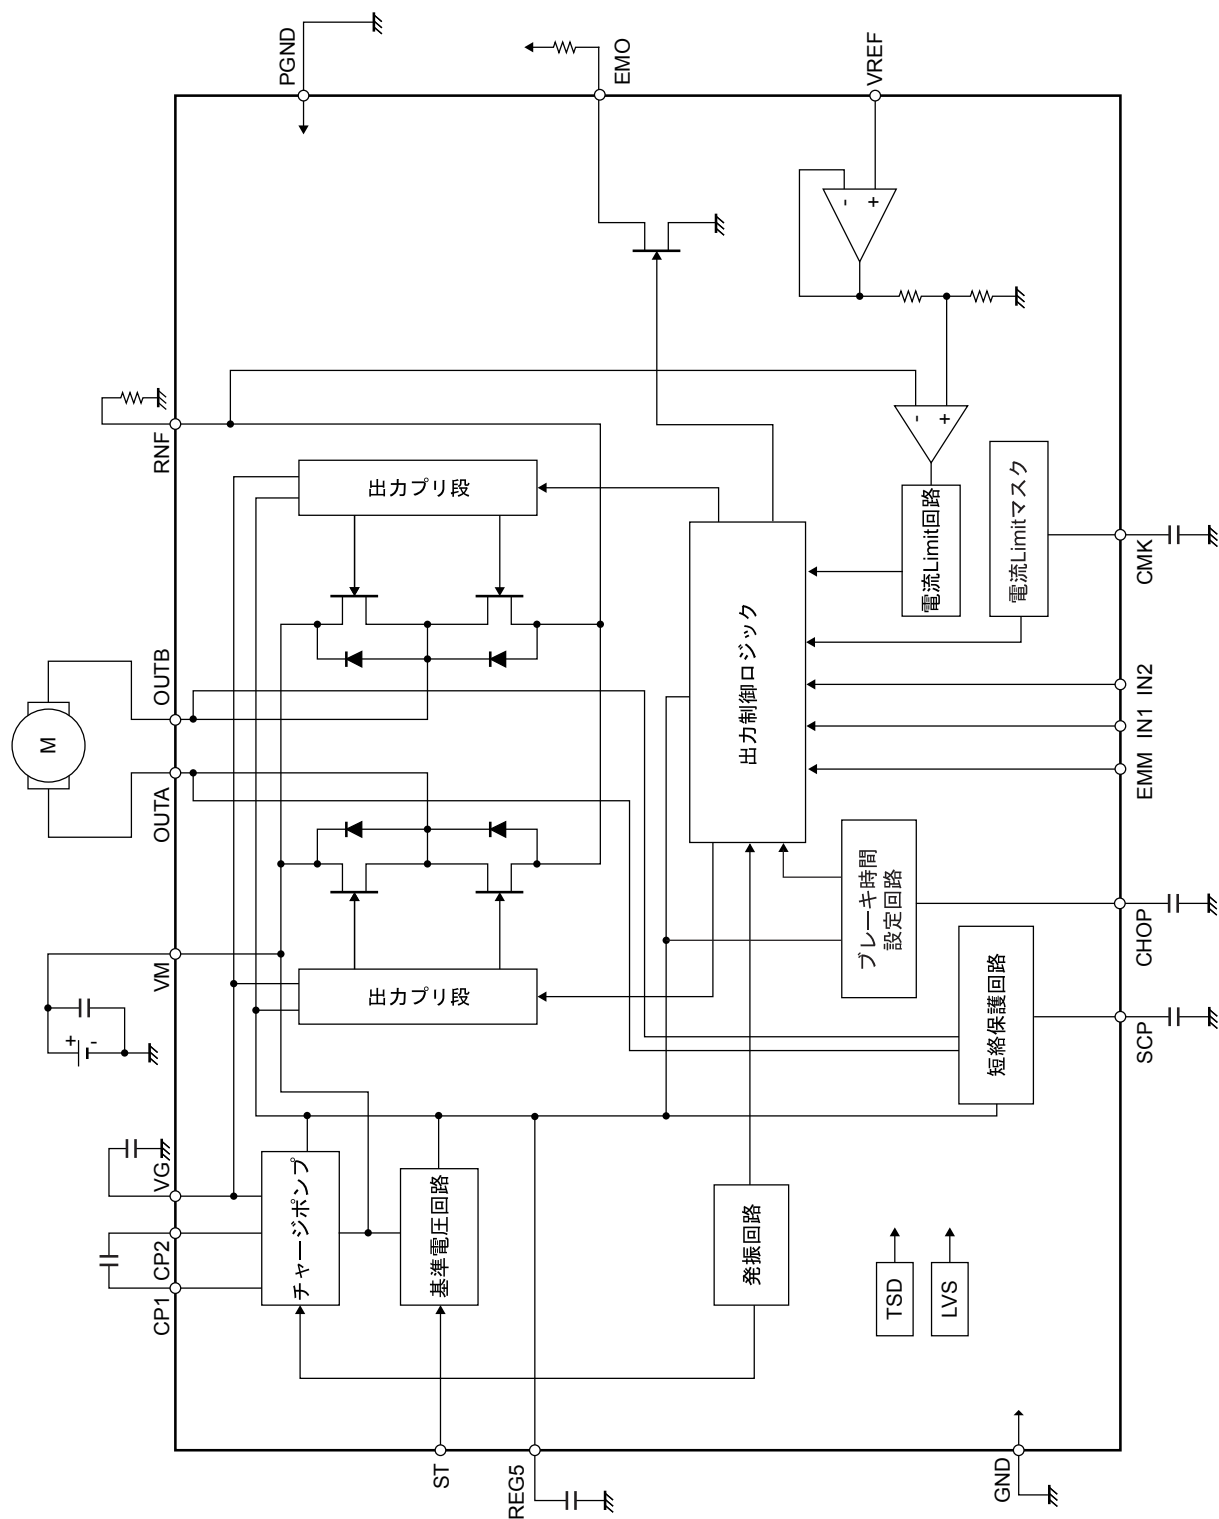 CP1
CP2
VG
VM
OUTA
OUTB
RNF
PGND
M
+
-
チャージポンプ
基準電圧回路
出力プリ段
出力プリ段
EMO
ST
REG5
発振回路
出力制御ロジック
ブレーキ時間
設定回路
短絡保護回路
電流Limit回路
電流Limitマスク
-
+
-
+
VREF
TSD
LVS
GND
SCP
CHOP
EMM
IN1
IN2
CMK